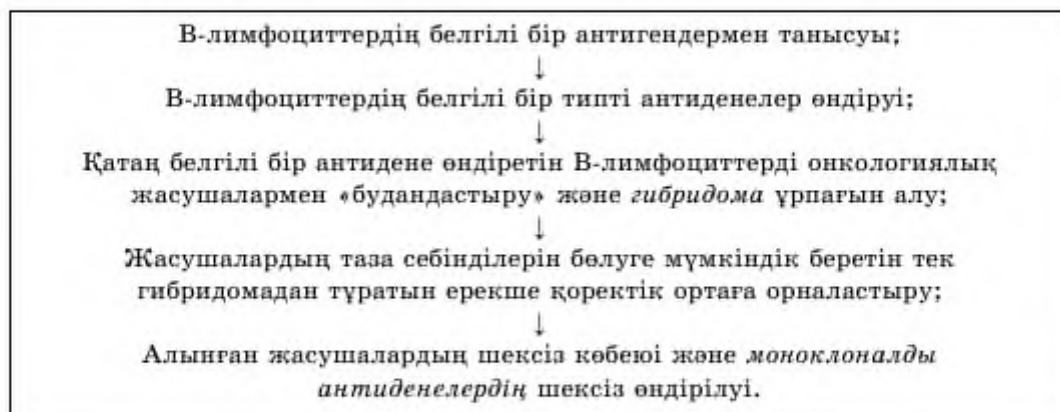 В-лимфоциттердің белгілі бір антигендермен танысуы;
↓
В-лимфоциттердің белгілі бір типті антиденелер өндіруі;
↓
Қатаң белгілі бір антидене өндіретін В-лимфоциттерді онкологиялық
жасушалармен «будандастыру» және гибридома ұрпағын алу;
↓
Жасушалардың таза себінділерін бөлуге мүмкіндік беретін тек
гибридомадан тұратын ерекше қоректік ортаға орналастыру;
↓
Алынған жасушалардың шексіз көбеюі және моноклоналды
антиденелердің шексіз өндірілуі.